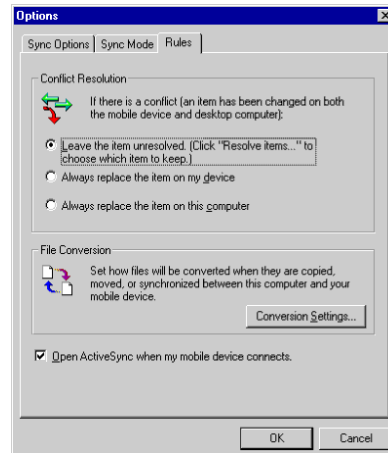 Options
Sync Options
Sync Mode
Rules
Conflict Resolution
If there is a conflict (an item has been changed on both
the mobile device and desktop computer):
Leave the item unresolved. (Click "Resolve items..." to
choose which item to keep.)
Always replace the item on my device
Always replace the item on this computer
File Conversion
Set how files will be converted when they are copied,
moved, or synchronized between this computer and your
mobile device.
Conversion Settings...
Open ActiveSync when my mobile device connects.
OK
Cancel